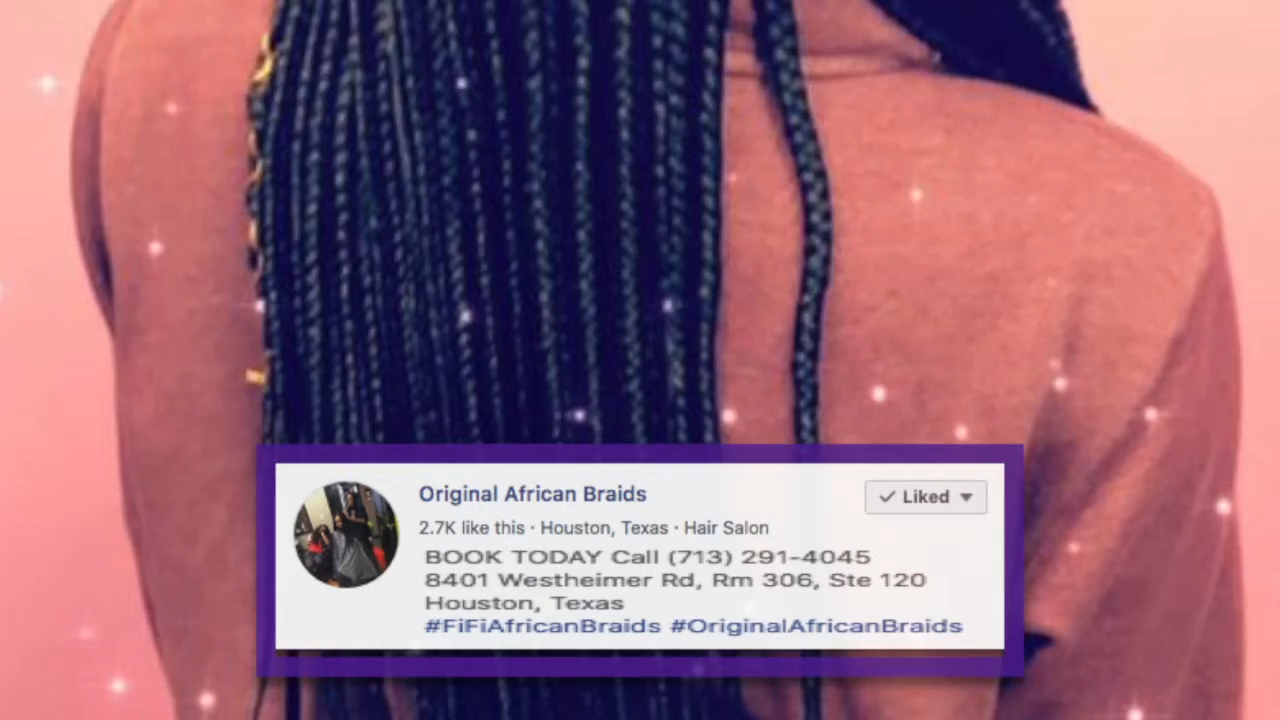 Original African Braids
Liked
2.7K like this · Houston, Texas · Hair Salon
BOOK TODAY Call (713) 291-4045
8401 Westheimer Rd, Rm 306, Ste 120
Houston, Texas
#FiFiAfricanBraids #OriginalAfricanBraids